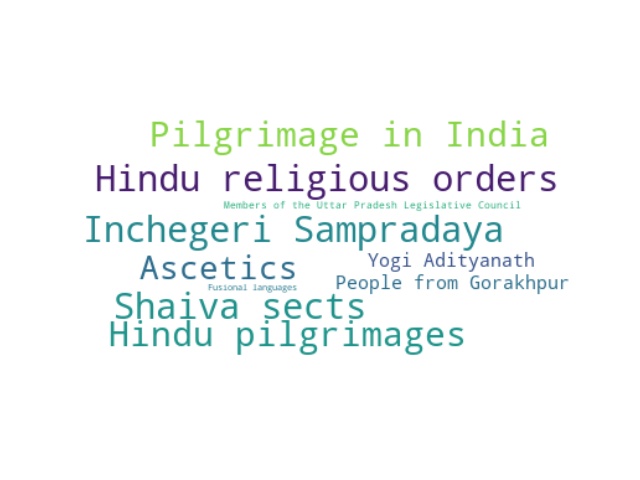 Pilgrimage in India
Hindu religious orders
Members of the Uttar Pradesh Legislative Council
Inchegeri Sampradaya
Yogi Adityanath
Ascetics
People from Gorakhpur
Fusional languages
Shaiva sects
Hindu pilgrimages